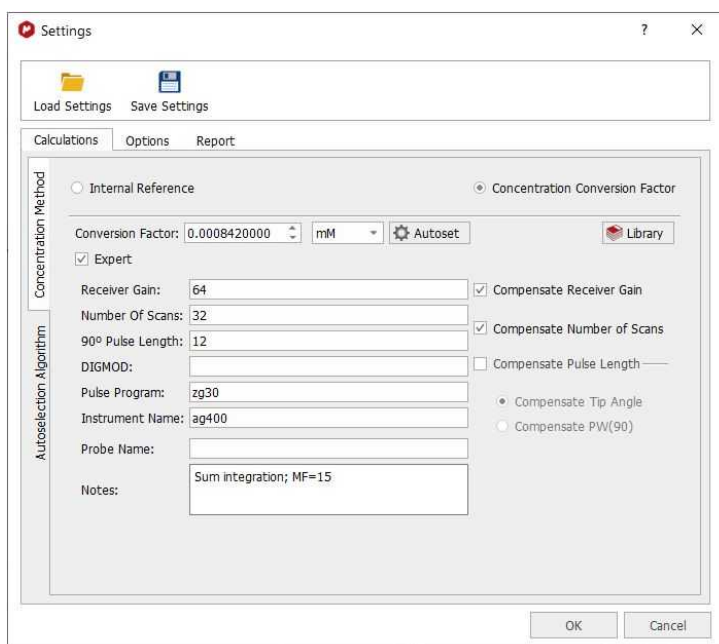 Settings
?
Load Settings Save Settings
Calculations Options Report
Concentration Method
Autoselection Algorithm
Internal Reference Concentration Conversion Factor
Conversion Factor: 0.0008420000 mM Autoset Library
Expert
Receiver Gain: 64 Compensate Receiver Gain
Number Of Scans: 32 Compensate Number of Scans
90º Pulse Length: 12
DIGMOD: Compensate Pulse Length
Pulse Program: zg30 Compensate Tip Angle
Instrument Name: ag400 Compensate PW(90)
Probe Name:
Notes: Sum integration; MF=15
OK Cancel